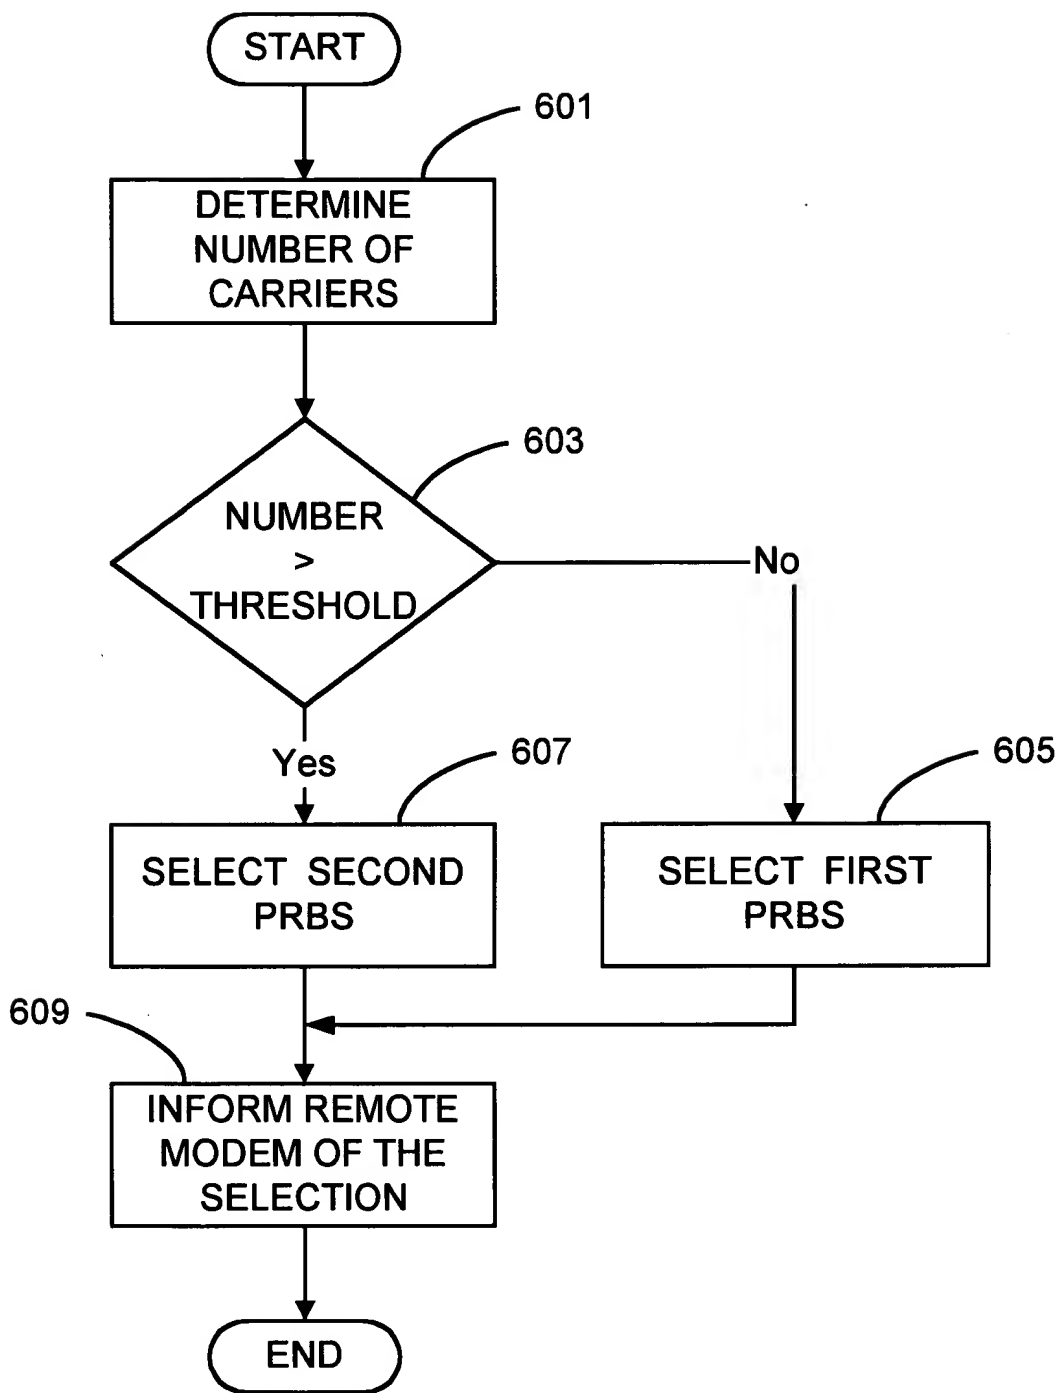 START
601
DETERMINE
NUMBER OF
CARRIERS
603
NUMBER
>
THRESHOLD
No
Yes
607
605
SELECT SECOND
PRBS
SELECT FIRST
PRBS
609
INFORM REMOTE
MODEM OF THE
SELECTION
END